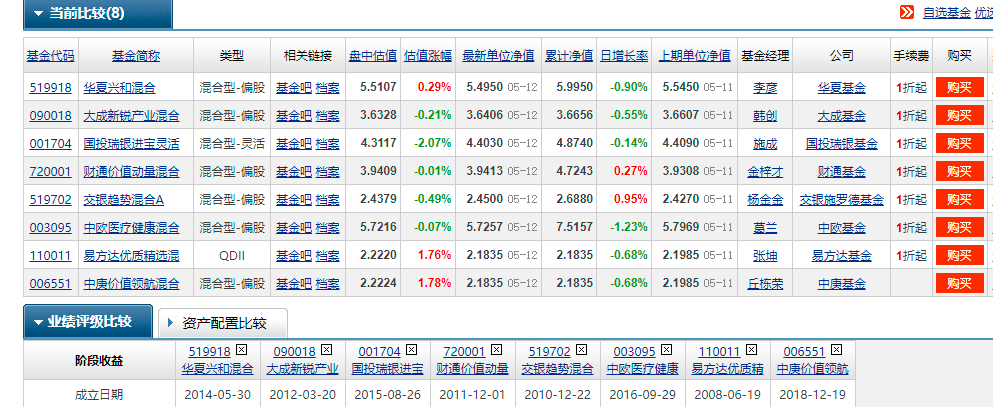 当前比较(8)
自选基金 优选
基金代码 基金简称 类型 相关链接 盘中估值 估值涨幅 最新单位净值 累计净值 日增长率 上期单位净值 基金经理 公司 手续费 购买
519918 华夏兴和混合 混合型-偏股 基金吧 档案 5.5107 0.29% 5.4950 05-12 5.9950 -0.90% 5.5450 05-11 李彦 华夏基金 1折起 购买
090018 大成新锐产业混合 混合型-偏股 基金吧 档案 3.6328 -0.21% 3.6406 05-12 3.6656 -0.55% 3.6607 05-11 韩创 大成基金 1折起 购买
001704 国投瑞银进宝灵活 混合型-灵活 基金吧 档案 4.3117 -2.07% 4.4030 05-12 4.8740 -0.14% 4.4090 05-11 施成 国投瑞银基金 1折起 购买
720001 财通价值动量混合 混合型-偏股 基金吧 档案 3.9409 -0.01% 3.9413 05-12 4.7243 0.27% 3.9308 05-11 金梓才 财通基金 1折起 购买
519702 交银趋势混合A 混合型-偏股 基金吧 档案 2.4379 -0.49% 2.4500 05-12 2.6880 0.95% 2.4270 05-11 杨金金 交银施罗德基金 1折起 购买
003095 中欧医疗健康混合 混合型-偏股 基金吧 档案 5.7216 -0.07% 5.7257 05-12 7.5157 -1.23% 5.7969 05-11 葛兰 中欧基金 1折起 购买
110011 易方达优质精选混 QDII 基金吧 档案 2.2220 1.76% 2.1835 05-12 2.1835 -0.68% 2.1985 05-11 张坤 易方达基金 1折起 购买
006551 中庚价值领航混合 混合型-偏股 基金吧 档案 2.2224 1.78% 2.1835 05-12 2.1835 -0.68% 2.1985 05-11 丘栋荣 中庚基金 购买
业绩评级比较 资产配置比较
阶段收益 519918 090018 001704 720001 519702 003095 110011 006551
华夏兴和混合 大成新锐产业 国投瑞银进宝 财通价值动量 交银趋势混合 中欧医疗健康 易方达优质精 中庚价值领航
成立日期 2014-05-30 2012-03-20 2015-08-26 2011-12-01 2010-12-22 2016-09-29 2008-06-19 2018-12-19